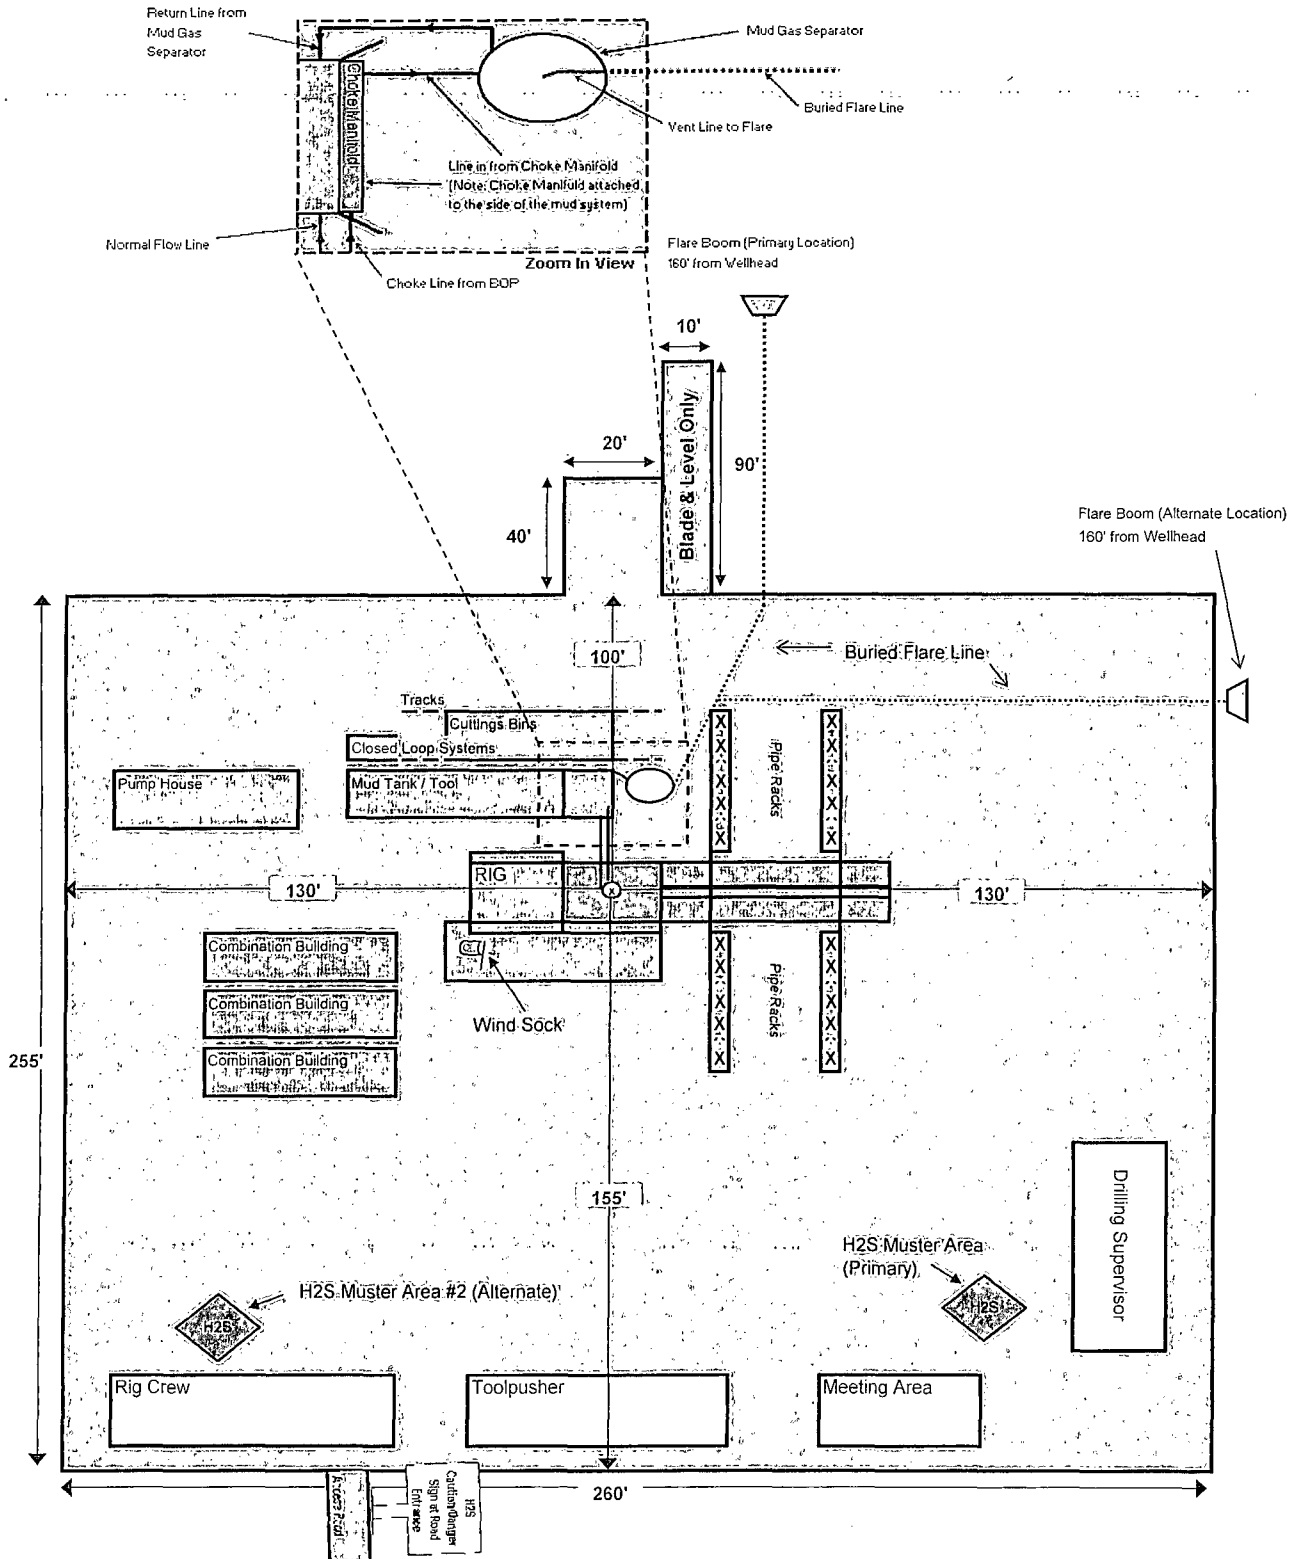 Return Line from
Mud Gas
Separator
Mud Gas Separator
Buried Flare Line
Vent Line to Flare
Choke Manifold
Line in from Choke Manifold
(Note: Choke Manifold attached
to the side of the mud system)
Normal Flow Line
Choke Line from BOP
Zoom In View
Flare Boom (Primary Location)
160' from Wellhead
10'
20'
40'
Blade & Level Only
90'
Flare Boom (Alternate Location)
160' from Wellhead
100'
Buried Flare Line
Tracks
Cuttings Bins
Closed Loop Systems
Pump House
Mud Tank / Tool
Pipe Racks
X X X X X
X X X X X
RIG
X
130'
130'
Combination Building
Combination Building
Combination Building
Wind Sock
Pipe Racks
X X X X X
X X X X X
255'
155'
Drilling Supervisor
H2S Muster Area
(Primary)
H2S
H2S Muster Area #2 (Alternate)
H2S
Rig Crew
Toolpusher
Meeting Area
260'
Access Road
H2S
Caution/Danger
Sign at Road
Entrance